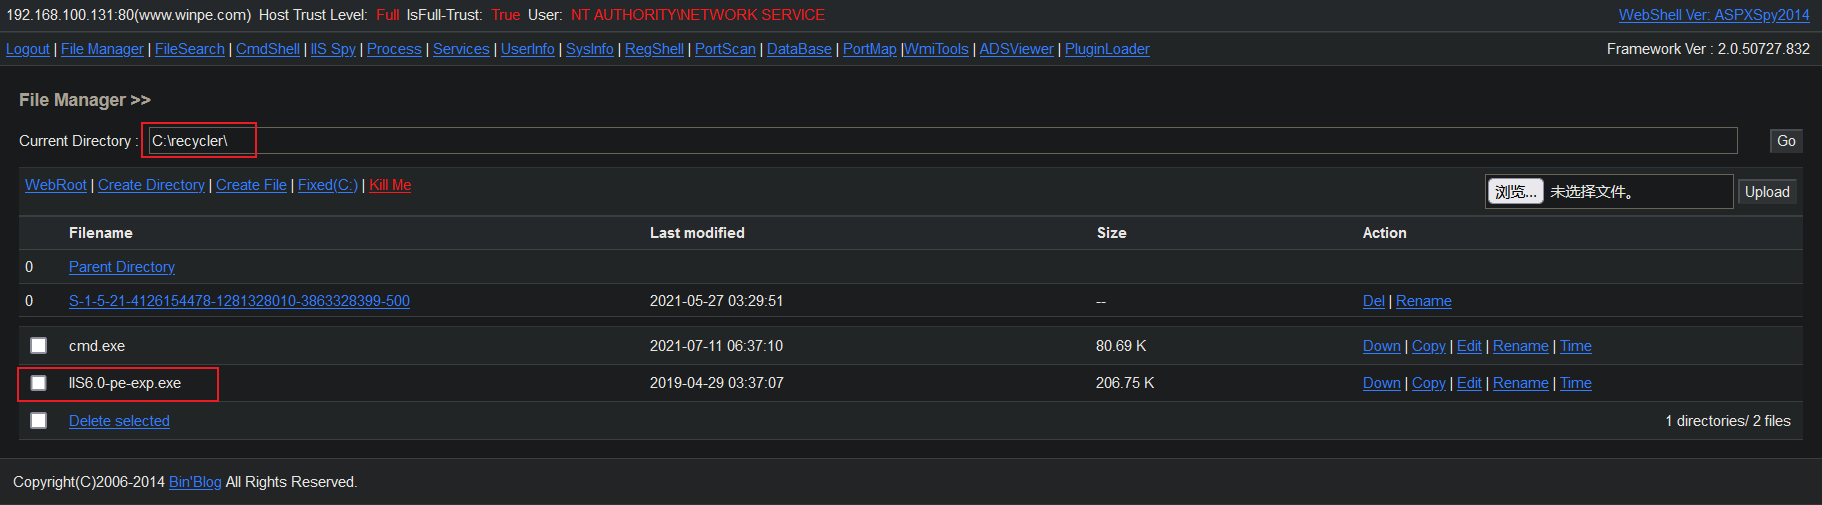 192.168.100.131:80(www.winpe.com) Host Trust Level: Full IsFull-Trust: True User: NT AUTHORITY\NETWORK SERVICE WebShell Ver: ASPXSpy2014
Logout | File Manager | FileSearch | CmdShell | IIS Spy | Process | Services | UserInfo | SysInfo | RegShell | PortScan | DataBase | PortMap |WmiTools | ADSViewer | PluginLoader Framework Ver : 2.0.50727.832
File Manager >>
Current Directory : C:\recycler\ Go
WebRoot | Create Directory | Create File | Fixed(C:) | Kill Me 浏览... 未选择文件。 Upload
Filename Last modified Size Action
0 Parent Directory
0 S-1-5-21-4126154478-1281328010-3863328399-500 2021-05-27 03:29:51 -- Del | Rename
cmd.exe 2021-07-11 06:37:10 80.69 K Down | Copy | Edit | Rename | Time
IIS6.0-pe-exp.exe 2019-04-29 03:37:07 206.75 K Down | Copy | Edit | Rename | Time
Delete selected 1 directories/ 2 files
Copyright(C)2006-2014 Bin'Blog All Rights Reserved.